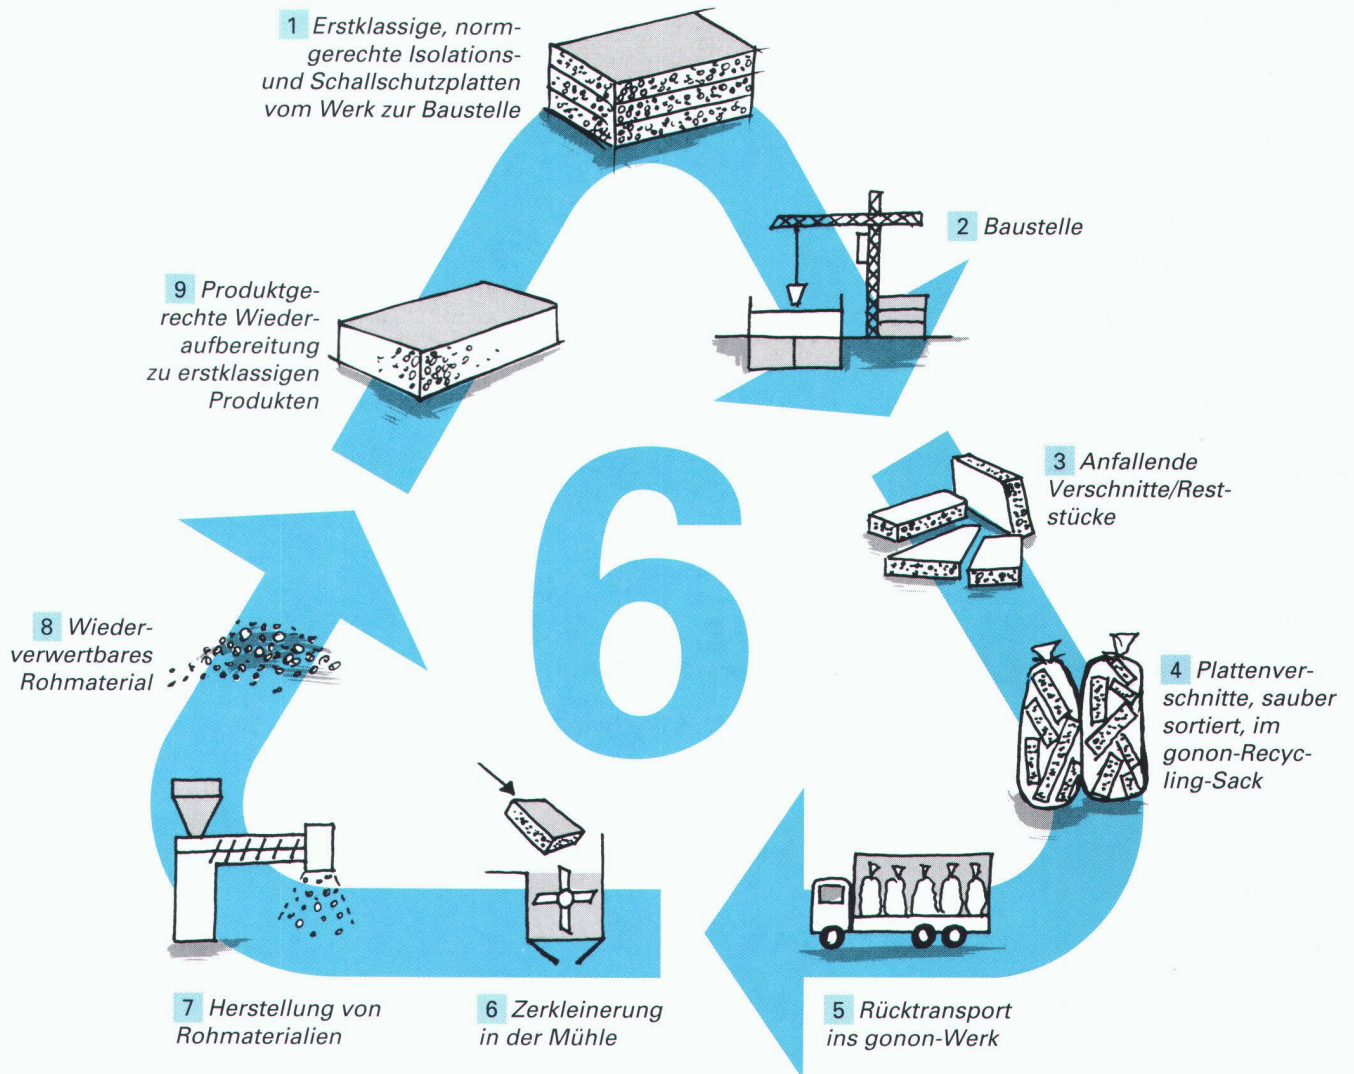 1 Erstklassige, norm-
gerechte Isolations-
und Schallschutzplatten
vom Werk zur Baustelle
2 Baustelle
3 Anfallende
Verschnitte/Rest-
stücke
4 Plattenver-
schnitte, sauber
sortiert, im
gonon-Recyc-
ling-Sack
5 Rücktransport
ins gonon-Werk
6 Zerkleinerung
in der Mühle
7 Herstellung von
Rohmaterialien
8 Wieder-
verwertbares
Rohmaterial
9 Produktge-
rechte Wieder-
aufbereitung
zu erstklassigen
Produkten
6